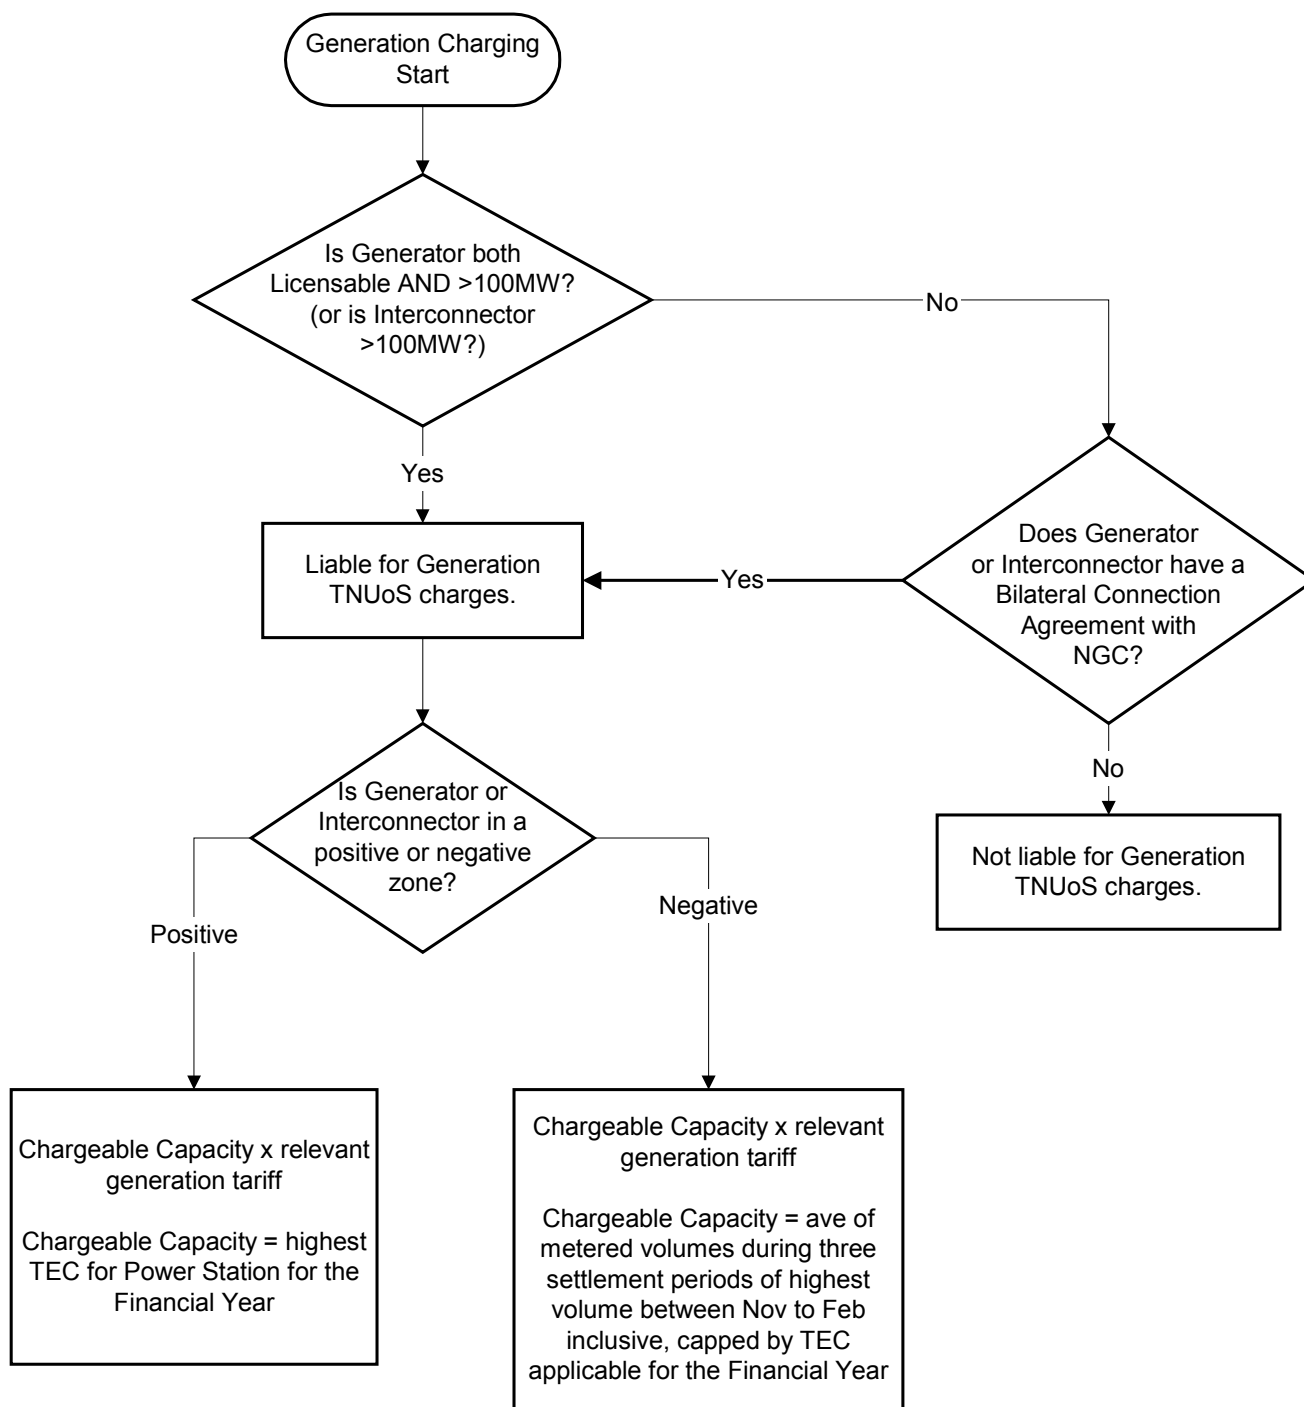 Generation Charging
Start
Is Generator both
Licensable AND >100MW?
(or is Interconnector
>100MW?)
No
Yes
Does Generator
or Interconnector have a
Bilateral Connection
Agreement with
NGC?
Liable for Generation
TNUoS charges.
Yes
No
Is Generator or
Interconnector in a
positive or negative
zone?
Not liable for Generation
TNUoS charges.
Positive
Negative
Chargeable Capacity x relevant
generation tariff
Chargeable Capacity = highest
TEC for Power Station for the
Financial Year
Chargeable Capacity x relevant
generation tariff
Chargeable Capacity = ave of
metered volumes during three
settlement periods of highest
volume between Nov to Feb
inclusive, capped by TEC
applicable for the Financial Year